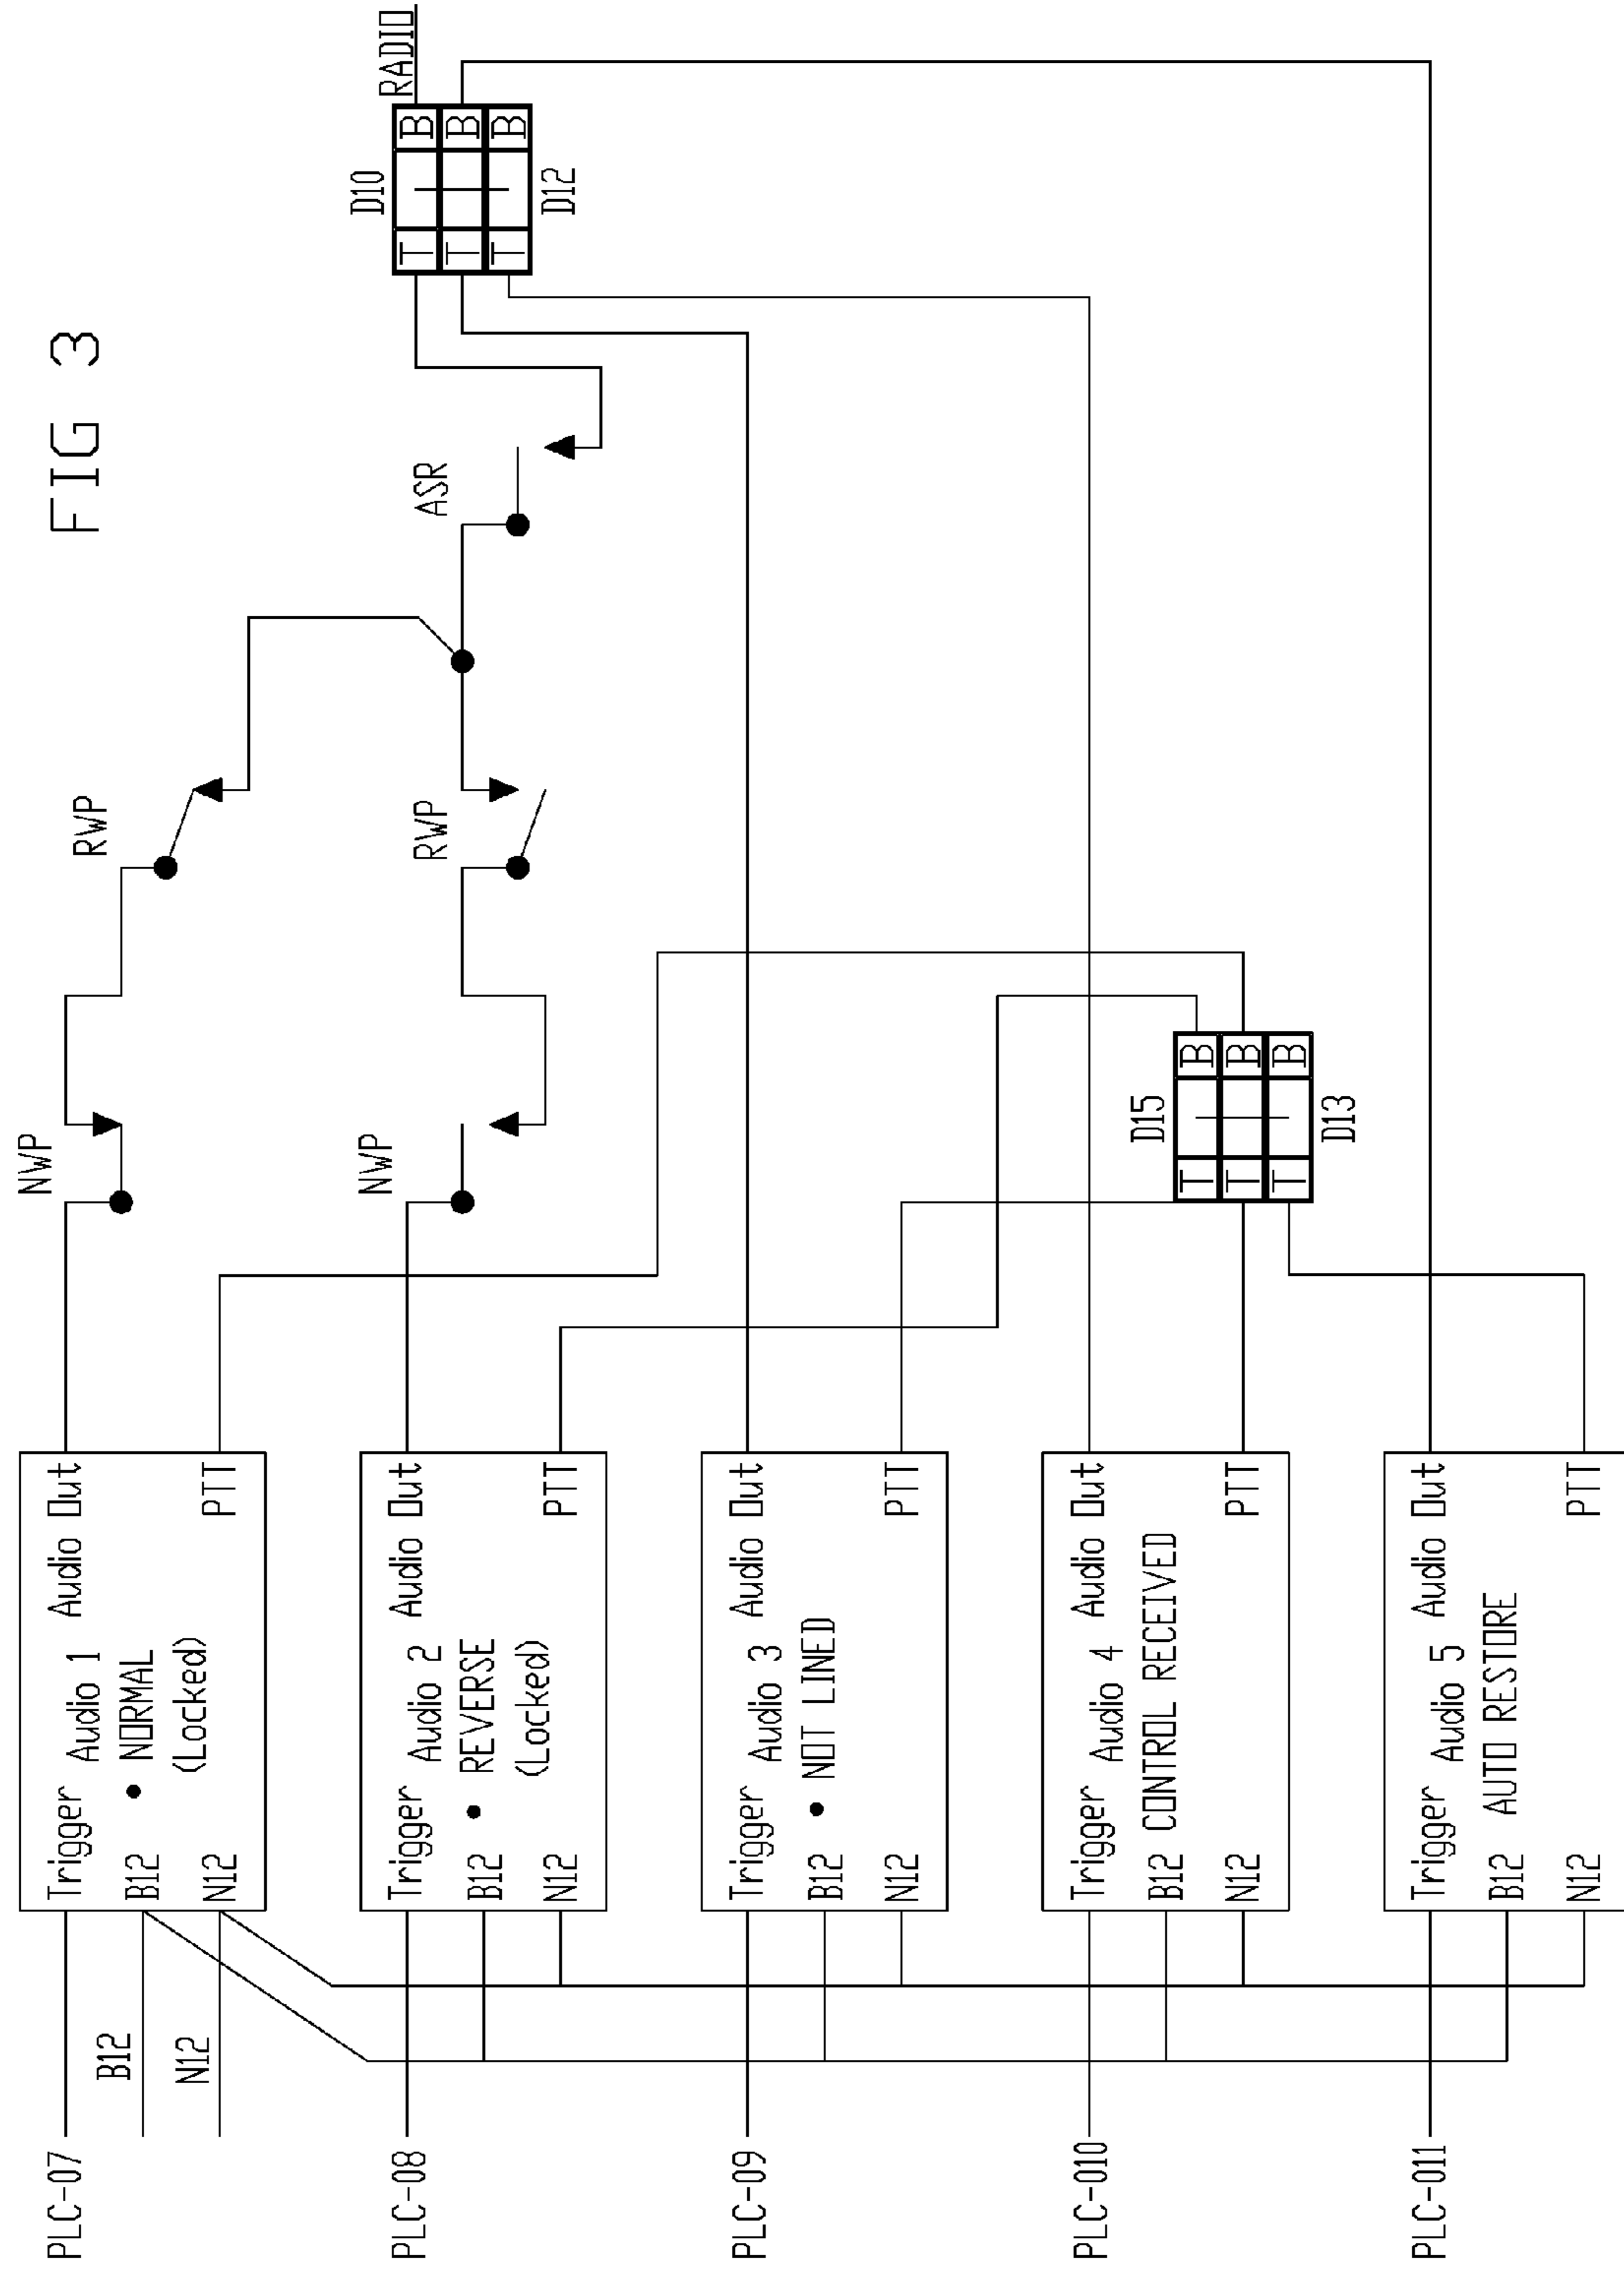 FIG 3
RADIO
D10
T B
T B
T B
D12
ASR
RWP
RWP
NWP
NWP
D15
T B
T B
T B
D13
PLC-07
B12
N12
Trigger Audio 1 Audio Out
B12 • NORMAL
N12 (Locked) PTT
PLC-08
Trigger Audio 2 Audio Out
B12 • REVERSE
N12 (Locked) PTT
PLC-09
Trigger Audio 3 Audio Out
B12 • NOT LINED
N12 PTT
PLC-010
Trigger Audio 4 Audio Out
B12 CONTROL RECEIVED
N12 PTT
PLC-011
Trigger Audio 5 Audio Out
B12 AUTO RESTORE
N12 PTT